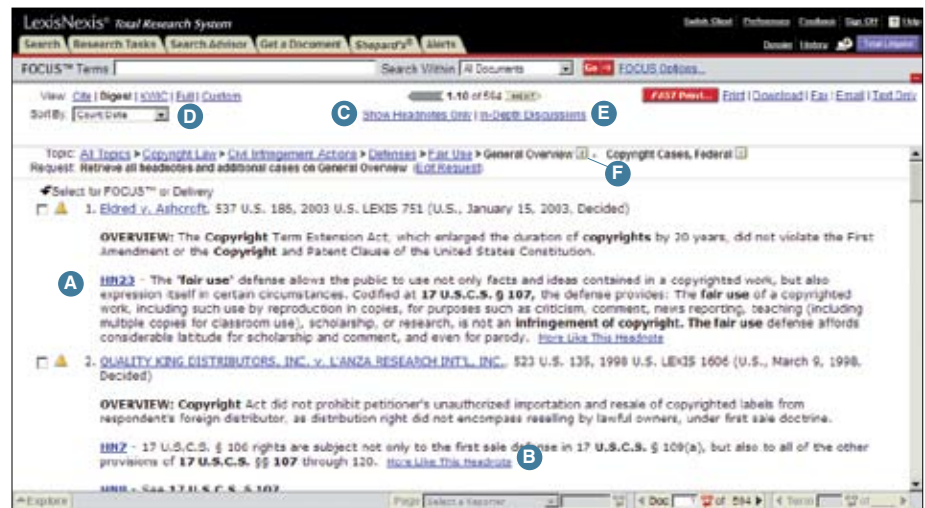 LexisNexis® Total Research System
Switch Client Preferences Feedback Sign Off ? Help
Search Research Tasks Search Advisor Get a Document Shepard's® Alerts
Dossier History
FOCUS™ Terms Search Within All Documents Go FOCUS Options...
View: Cite | Digest | KWIC | Full | Custom 1-10 of 594 NEXT FAST Print... Print | Download | Fax | Email | Text Only
Sort By: Court/Date D C Show Headnotes Only | In-Depth Discussions E
Topic: All Topics > Copyright Law > Civil Infringement Actions > Defenses > Fair Use > General Overview i Copyright Cases, Federal i
F
Request: Retrieve all headnotes and additional cases on General Overview (Edit Request)
Select for FOCUS™ or Delivery
1. Eldred v. Ashcroft, 537 U.S. 186, 2003 U.S. LEXIS 751 (U.S., January 15, 2003, Decided)
OVERVIEW: The Copyright Term Extension Act, which enlarged the duration of copyrights by 20 years, did not violate the First
Amendment or the Copyright and Patent Clause of the United States Constitution.
A HN23 - The "fair use" defense allows the public to use not only facts and ideas contained in a copyrighted work, but also
expression itself in certain circumstances. Codified at 17 U.S.C.S. § 107, the defense provides: The fair use of a copyrighted
work, including such use by reproduction in copies, for purposes such as criticism, comment, news reporting, teaching (including
multiple copies for classroom use), scholarship, or research, is not an infringement of copyright. The fair use defense affords
considerable latitude for scholarship and comment, and even for parody. More Like This Headnote
2. QUALITY KING DISTRIBUTORS, INC. v. L'ANZA RESEARCH INT'L, INC., 523 U.S. 135, 1998 U.S. LEXIS 1606 (U.S., March 9, 1998,
Decided)
OVERVIEW: Copyright Act did not prohibit petitioner's unauthorized importation and resale of copyrighted labels from
respondent's foreign distributor, as distribution right did not encompass reselling by lawful owners, under first sale doctrine.
HN7 - 17 U.S.C.S. § 106 rights are subject not only to the first sale defense in 17 U.S.C.S. § 109(a), but also to all of the other
provisions of 17 U.S.C.S. §§ 107 through 120. More Like This Headnote B
HN8 - See 17 U.S.C.S. § 107.
Explore Page Select a Reporter Doc 1 of 594 Term of